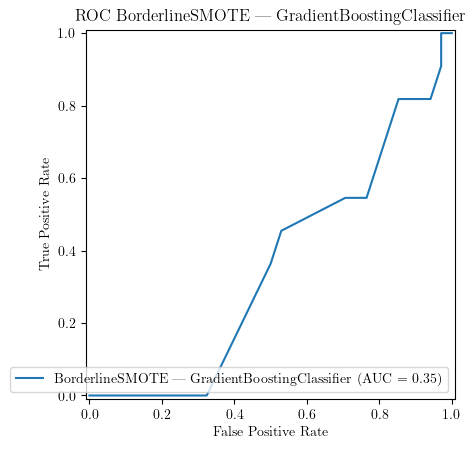 ROC BorderlineSMOTE — GradientBoostingClassifier
1.0
0.8
0.6
0.4
0.2
0.0
True Positive Rate
BorderlineSMOTE — GradientBoostingClassifier (AUC = 0.35)
0.0 0.2 0.4 0.6 0.8 1.0
False Positive Rate